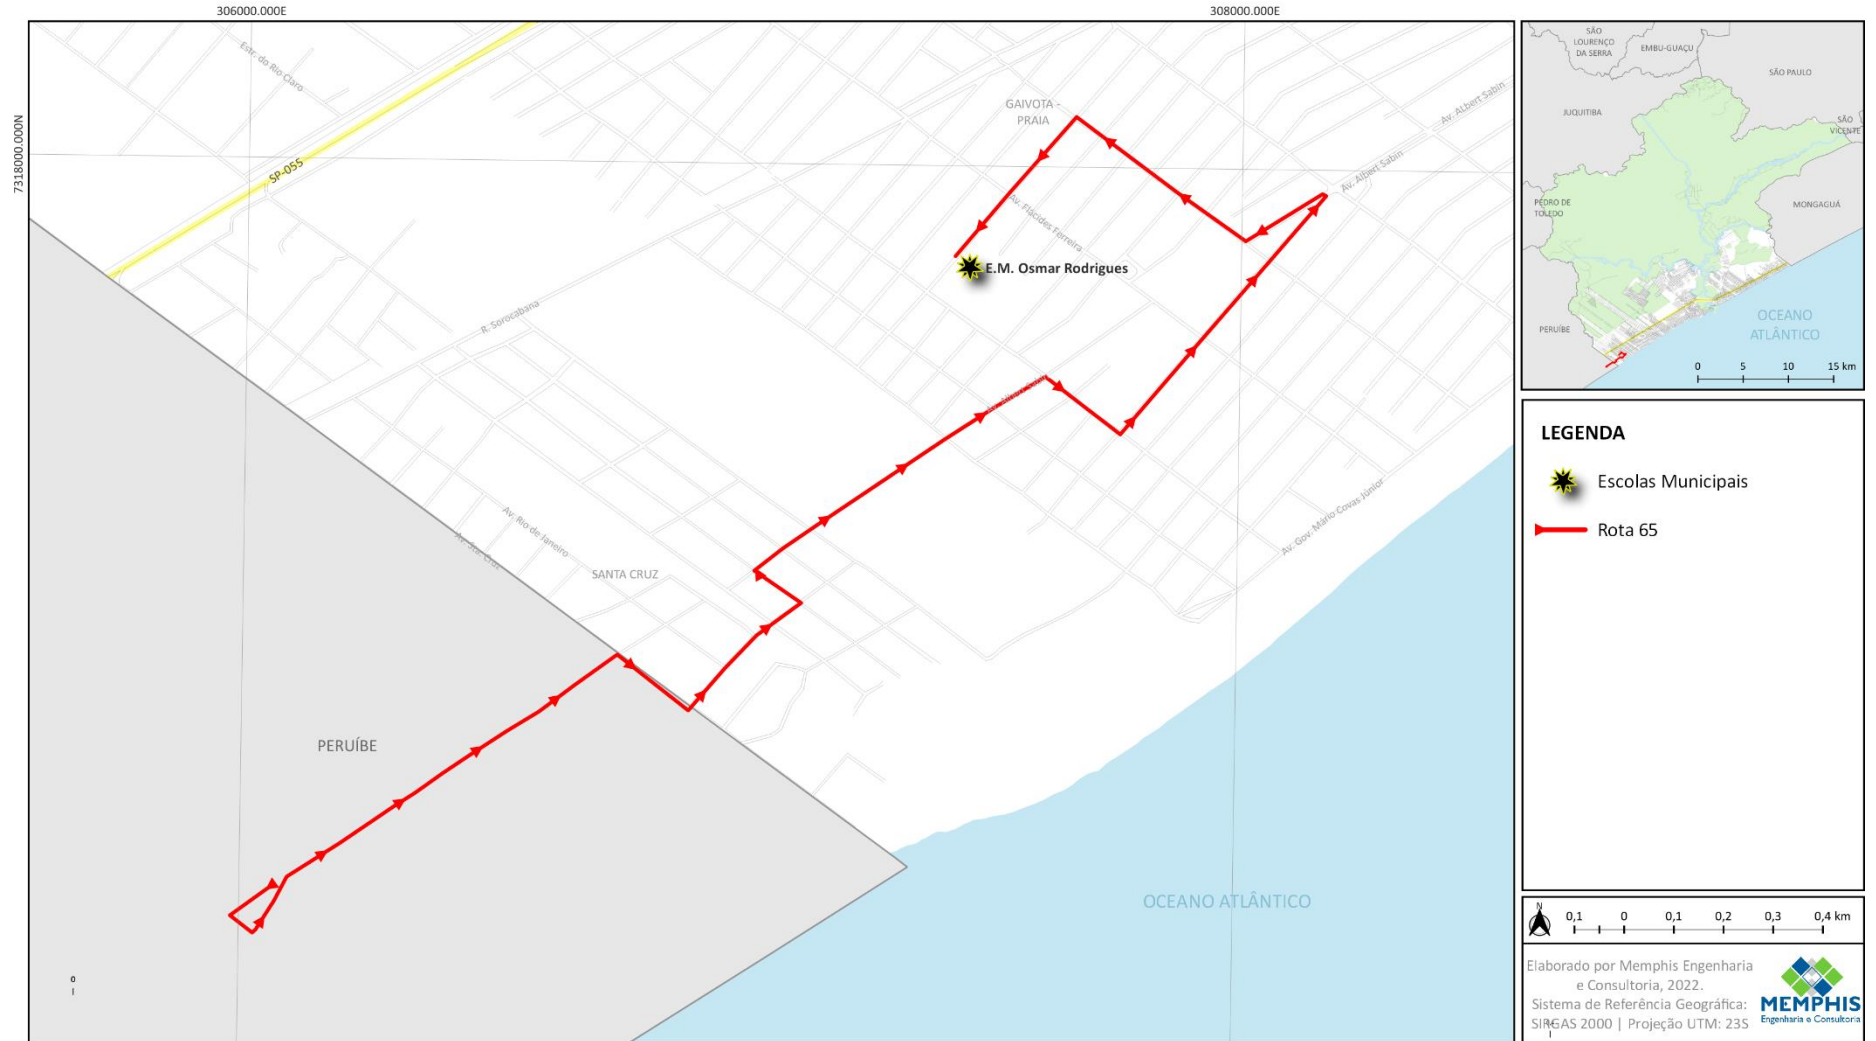 306000.000E
308000.000E
7318000.000N
Estr. do Rio Claro
SP-055
GAIVOTA -
PRAIA
Av. Albert Sabin
Av. Albert Sabin
Av. Flácides Ferreira
E.M. Osmar Rodrigues
R. Sorocabana
Av. Rio de Janeiro
Av. Sta. Cruz
SANTA CRUZ
Av. Gov. Mário Covas Júnior
PERUÍBE
OCEANO ATLÂNTICO
0
SÃO
LOURENÇO
DA SERRA
EMBU-GUAÇU
SÃO PAULO
JUQUITIBA
SÃO
VICENTE
PEDRO DE
TOLEDO
MONGAGUÁ
PERUÍBE
OCEANO
ATLÂNTICO
0 5 10 15 km
LEGENDA
Escolas Municipais
Rota 65
N
0,1 0 0,1 0,2 0,3 0,4 km
Elaborado por Memphis Engenharia
e Consultoria, 2022.
Sistema de Referência Geográfica:
SIRGAS 2000 | Projeção UTM: 23S
MEMPHIS
Engenharia e Consultoria